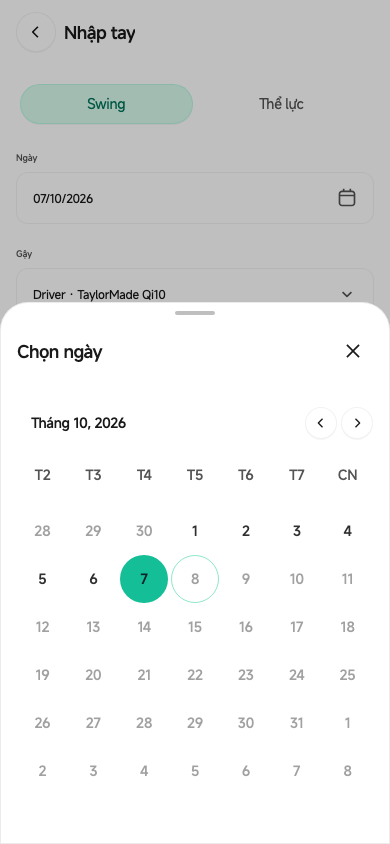 Nhập tay
Swing Thể lực
Ngày
07/10/2026
Gậy
Driver · TaylorMade Qi10
Chọn ngày
Tháng 10, 2026
T2 T3 T4 T5 T6 T7 CN
28 29 30 1 2 3 4
5 6 7 8 9 10 11
12 13 14 15 16 17 18
19 20 21 22 23 24 25
26 27 28 29 30 31 1
2 3 4 5 6 7 8